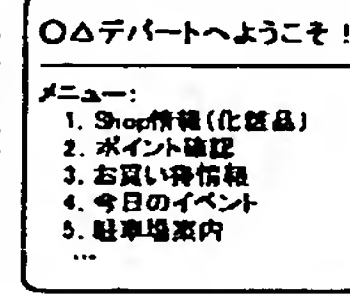 ○△デパートへようこそ!
メニュー:
1. Shop情報(化粧品)
2. ポイント確認
3. お買い得情報
4. 今日のイベント
5. 駐車場案内
...